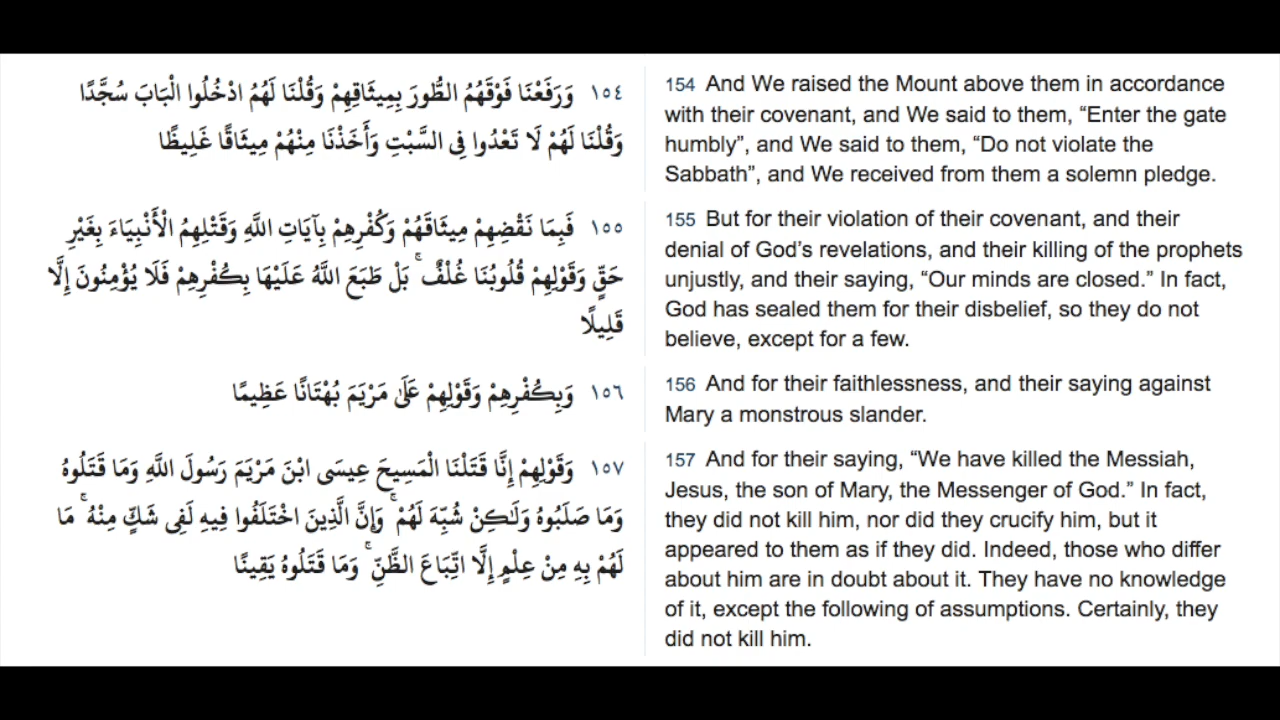 ١٥٤ وَرَفَعْنَا فَوْقَهُمُ الطُّورَ بِمِيثَاقِهِمْ وَقُلْنَا لَهُمُ ادْخُلُوا الْبَابَ سُجَّدًا
وَقُلْنَا لَهُمْ لَا تَعْدُوا فِي السَّبْتِ وَأَخَذْنَا مِنْهُمْ مِيثَاقًا غَلِيظًا
154 And We raised the Mount above them in accordance
with their covenant, and We said to them, “Enter the gate
humbly”, and We said to them, “Do not violate the
Sabbath”, and We received from them a solemn pledge.
١٥٥ فَبِمَا نَقْضِهِمْ مِيثَاقَهُمْ وَكُفْرِهِمْ بِآيَاتِ اللَّهِ وَقَتْلِهِمُ الْأَنْبِيَاءَ بِغَيْرِ
حَقٍّ وَقَوْلِهِمْ قُلُوبُنَا غُلْفٌ ۚ بَلْ طَبَعَ اللَّهُ عَلَيْهَا بِكُفْرِهِمْ فَلَا يُؤْمِنُونَ إِلَّا
قَلِيلًا
155 But for their violation of their covenant, and their
denial of God’s revelations, and their killing of the prophets
unjustly, and their saying, “Our minds are closed.” In fact,
God has sealed them for their disbelief, so they do not
believe, except for a few.
١٥٦ وَبِكُفْرِهِمْ وَقَوْلِهِمْ عَلَىٰ مَرْيَمَ بُهْتَانًا عَظِيمًا
156 And for their faithlessness, and their saying against
Mary a monstrous slander.
١٥٧ وَقَوْلِهِمْ إِنَّا قَتَلْنَا الْمَسِيحَ عِيسَى ابْنَ مَرْيَمَ رَسُولَ اللَّهِ وَمَا قَتَلُوهُ
وَمَا صَلَبُوهُ وَلَٰكِنْ شُبِّهَ لَهُمْ ۚ وَإِنَّ الَّذِينَ اخْتَلَفُوا فِيهِ لَفِي شَكٍّ مِنْهُ ۚ مَا
لَهُمْ بِهِ مِنْ عِلْمٍ إِلَّا اتِّبَاعَ الظَّنِّ ۚ وَمَا قَتَلُوهُ يَقِينًا
157 And for their saying, “We have killed the Messiah,
Jesus, the son of Mary, the Messenger of God.” In fact,
they did not kill him, nor did they crucify him, but it
appeared to them as if they did. Indeed, those who differ
about him are in doubt about it. They have no knowledge
of it, except the following of assumptions. Certainly, they
did not kill him.